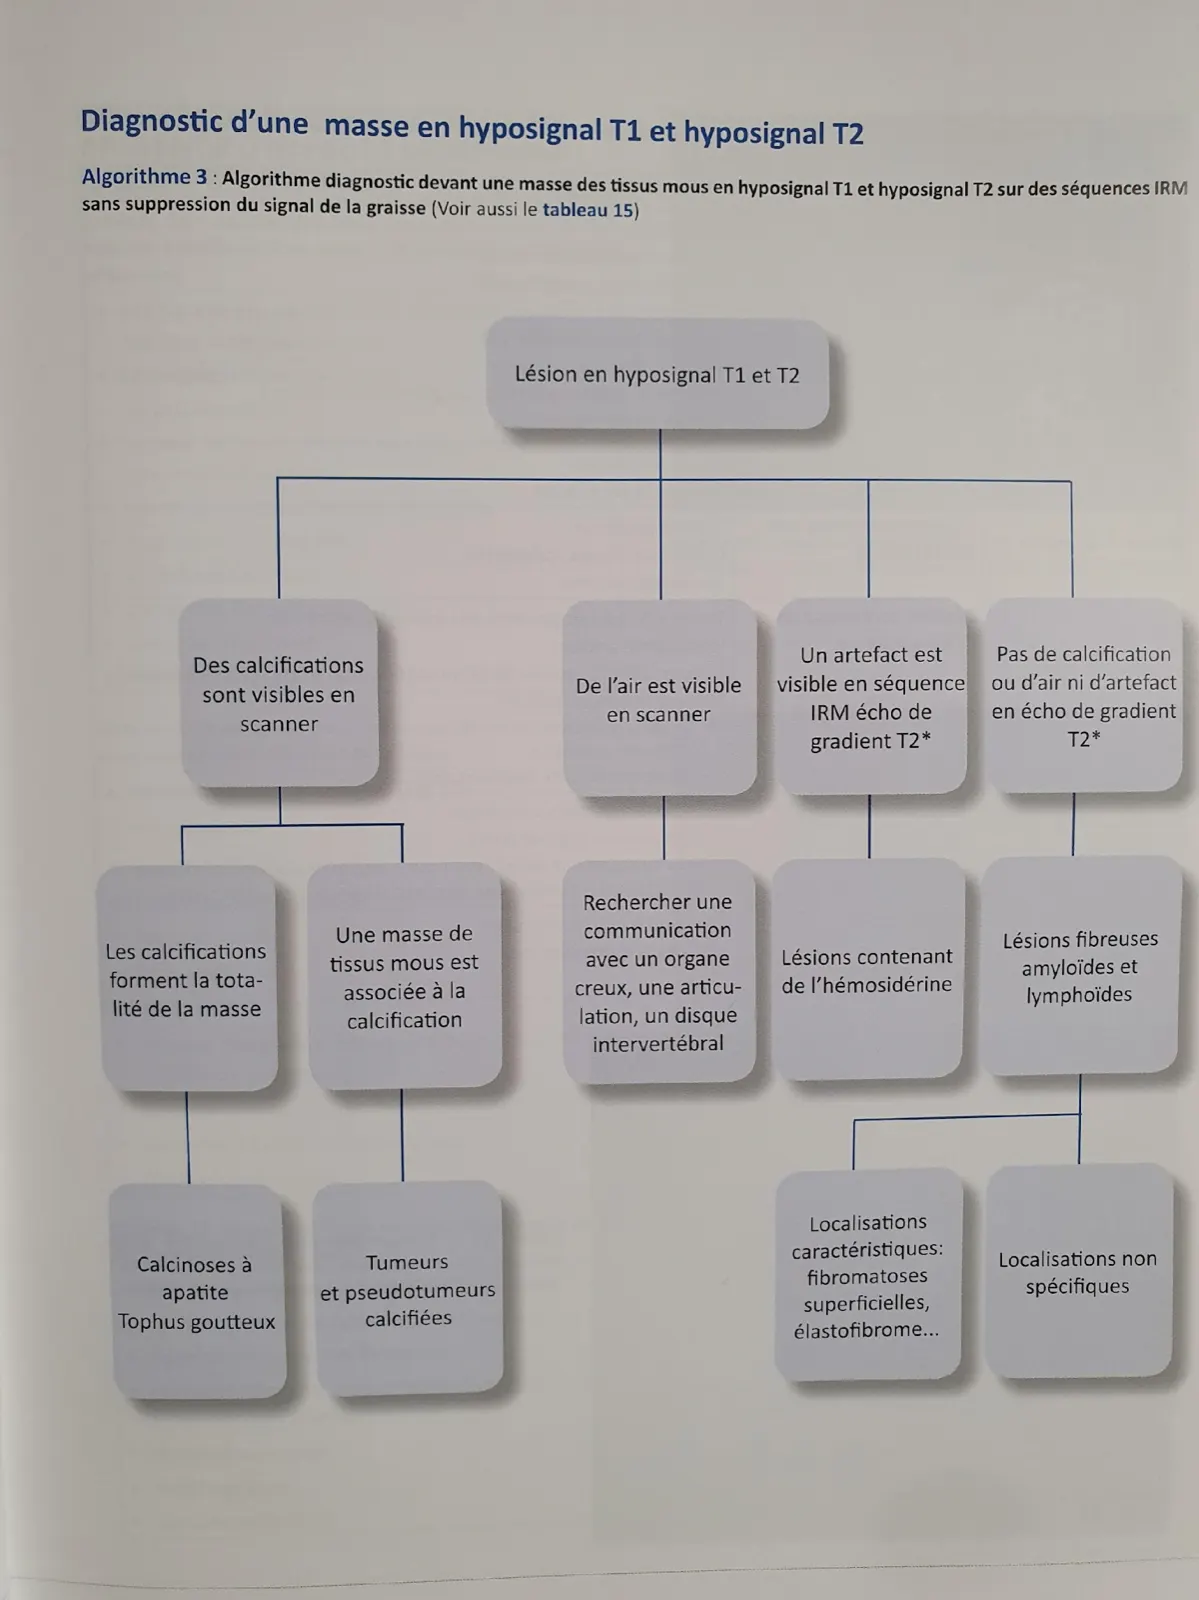 Diagnostic d'une masse en hyposignal T1 et hyposignal T2
Algorithme 3 : Algorithme diagnostic devant une masse des tissus mous en hyposignal T1 et hyposignal T2 sur des séquences IRM
sans suppression du signal de la graisse (Voir aussi le tableau 15)
Lésion en hyposignal T1 et T2
Des calcifications
sont visibles en
scanner
De l'air est visible
en scanner
Un artefact est
visible en séquence
IRM écho de
gradient T2*
Pas de calcification
ou d'air ni d'artefact
en écho de gradient
T2*
Les calcifications
forment la tota-
lité de la masse
Une masse de
tissus mous est
associée à la
calcification
Rechercher une
communication
avec un organe
creux, une articu-
lation, un disque
intervertébral
Lésions contenant
de l'hémosidérine
Lésions fibreuses
amyloïdes et
lymphoïdes
Calcinoses à
apatite
Tophus goutteux
Tumeurs
et pseudotumeurs
calcifiées
Localisations
caractéristiques:
fibromatoses
superficielles,
élastofibrome...
Localisations non
spécifiques